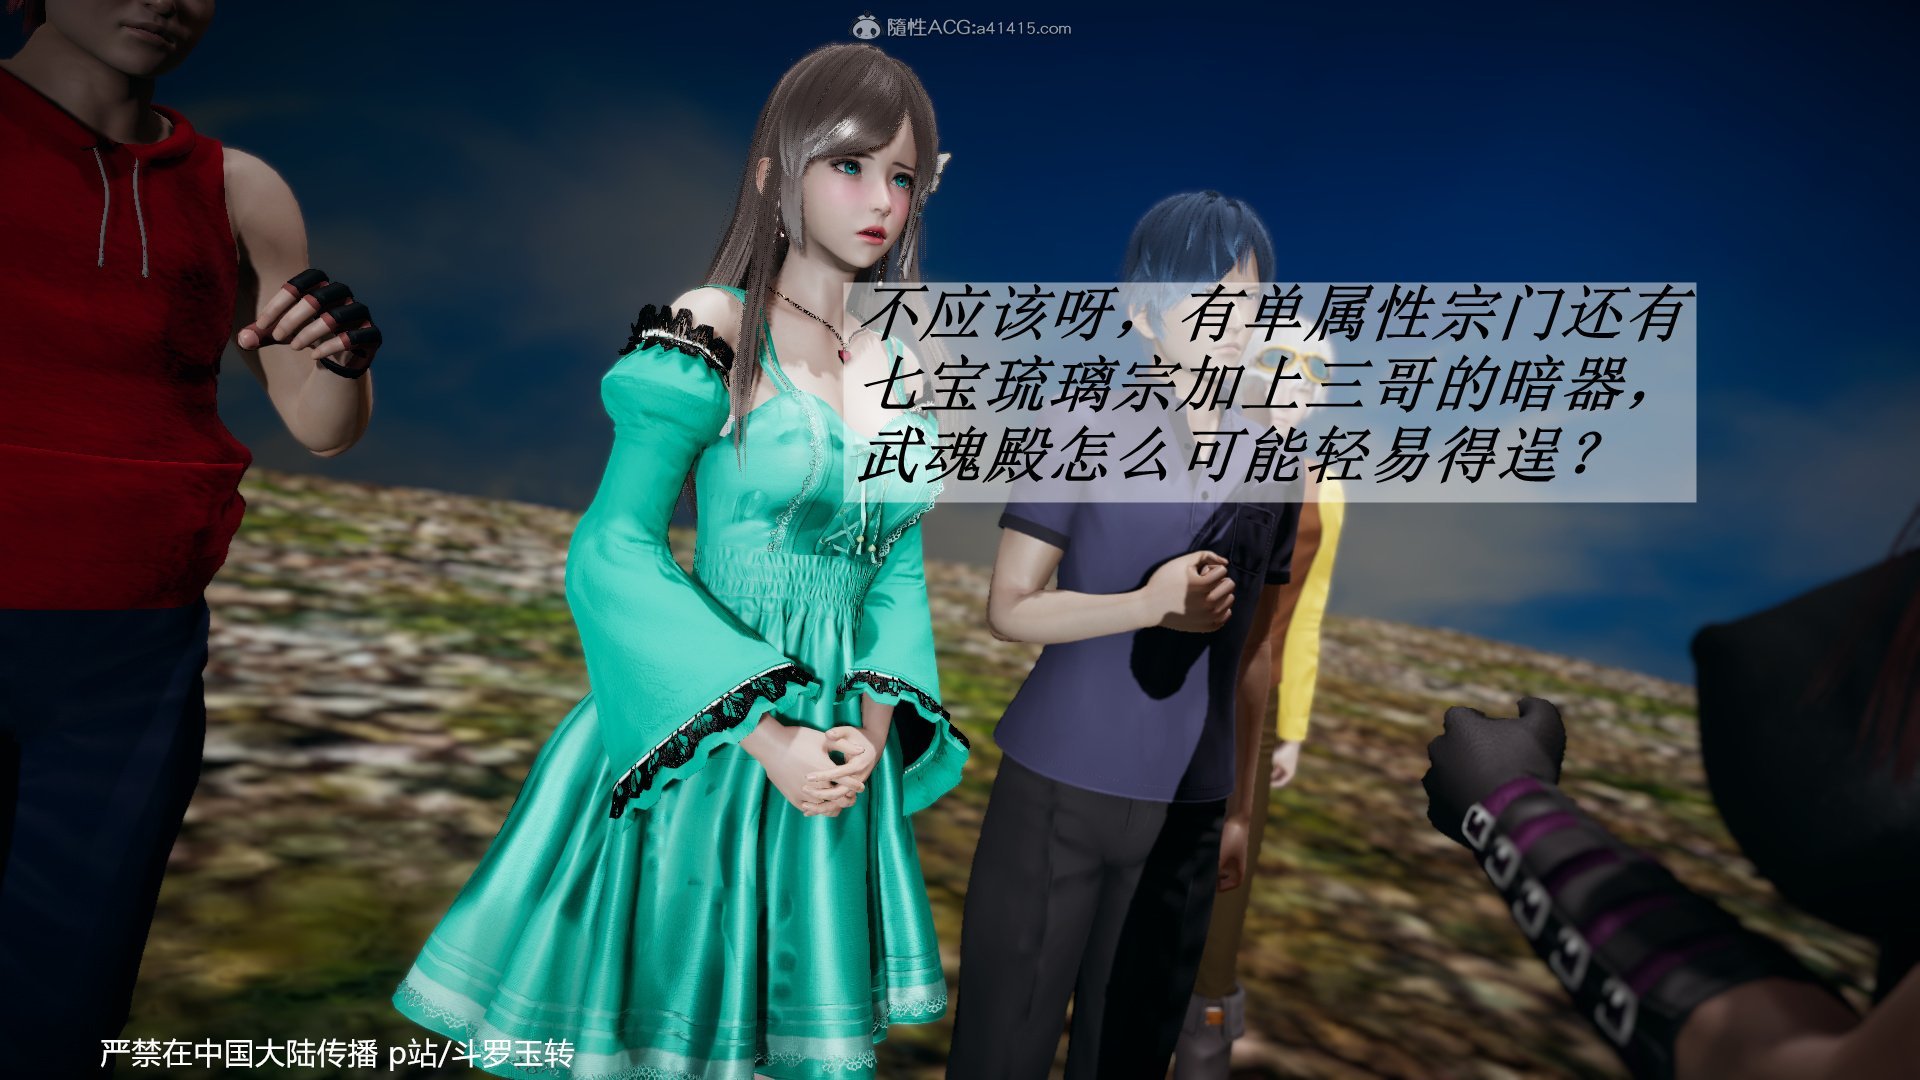 隨性ACG:a41415.com
不应该呀，有单属性宗门还有
七宝琉璃宗加上三哥的暗器，
武魂殿怎么可能轻易得逞？
严禁在中国大陆传播 p站/斗罗玉转